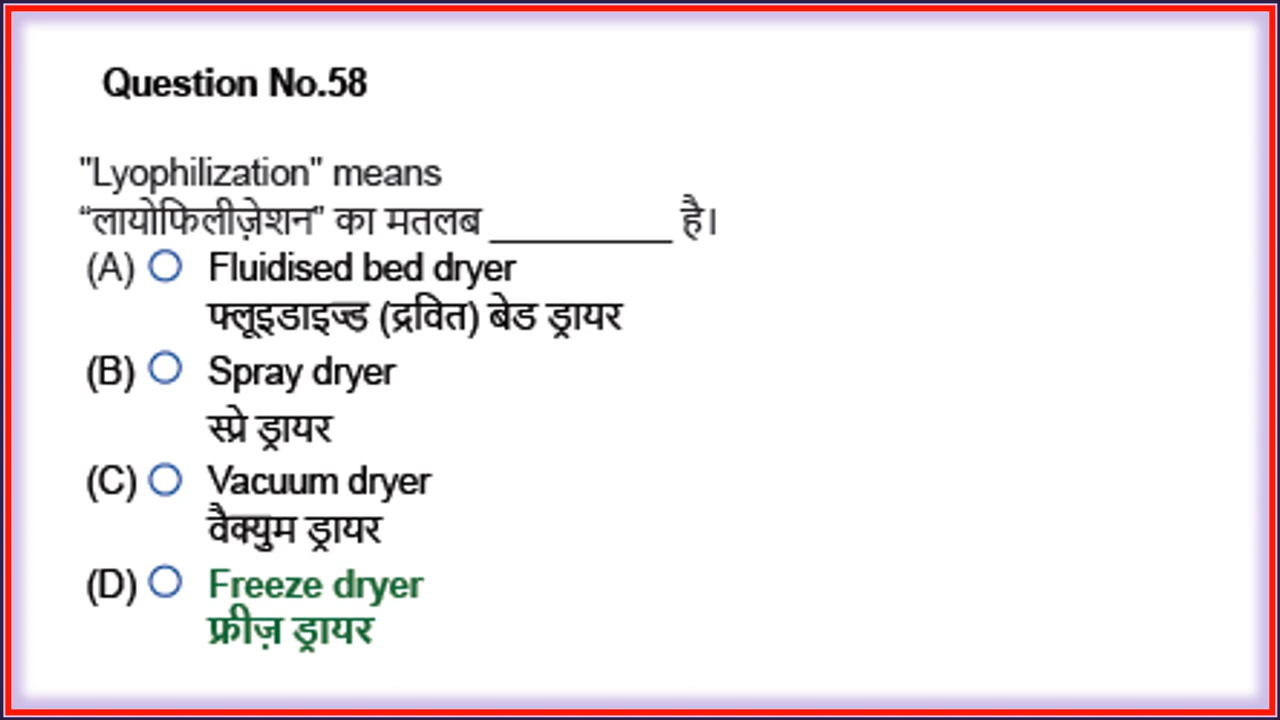 Question No.58
"Lyophilization" means
“लायोफिलीज़ेशन” का मतलब __________ है।
(A) Fluidised bed dryer
फ्लूइडाइज्ड (द्रवित) बेड ड्रायर
(B) Spray dryer
स्प्रे ड्रायर
(C) Vacuum dryer
वैक्युम ड्रायर
(D) Freeze dryer
फ्रीज़ ड्रायर